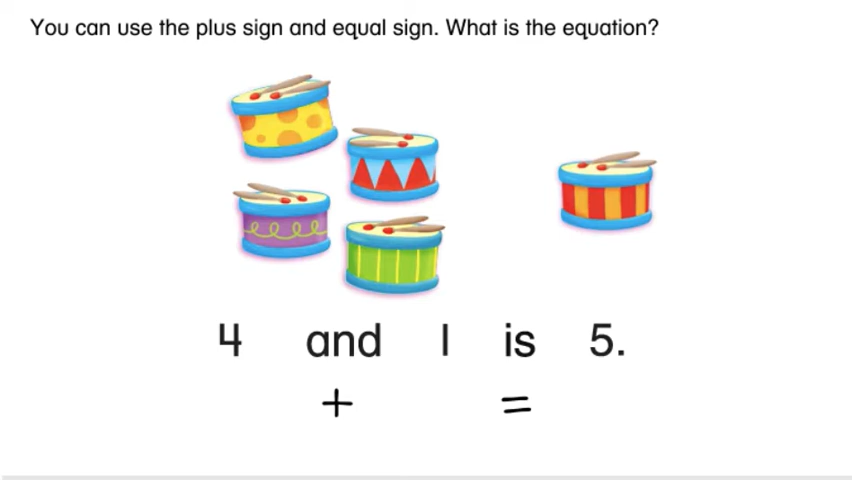 You can use the plus sign and equal sign. What is the equation?
4 and 1 is 5.
+ =